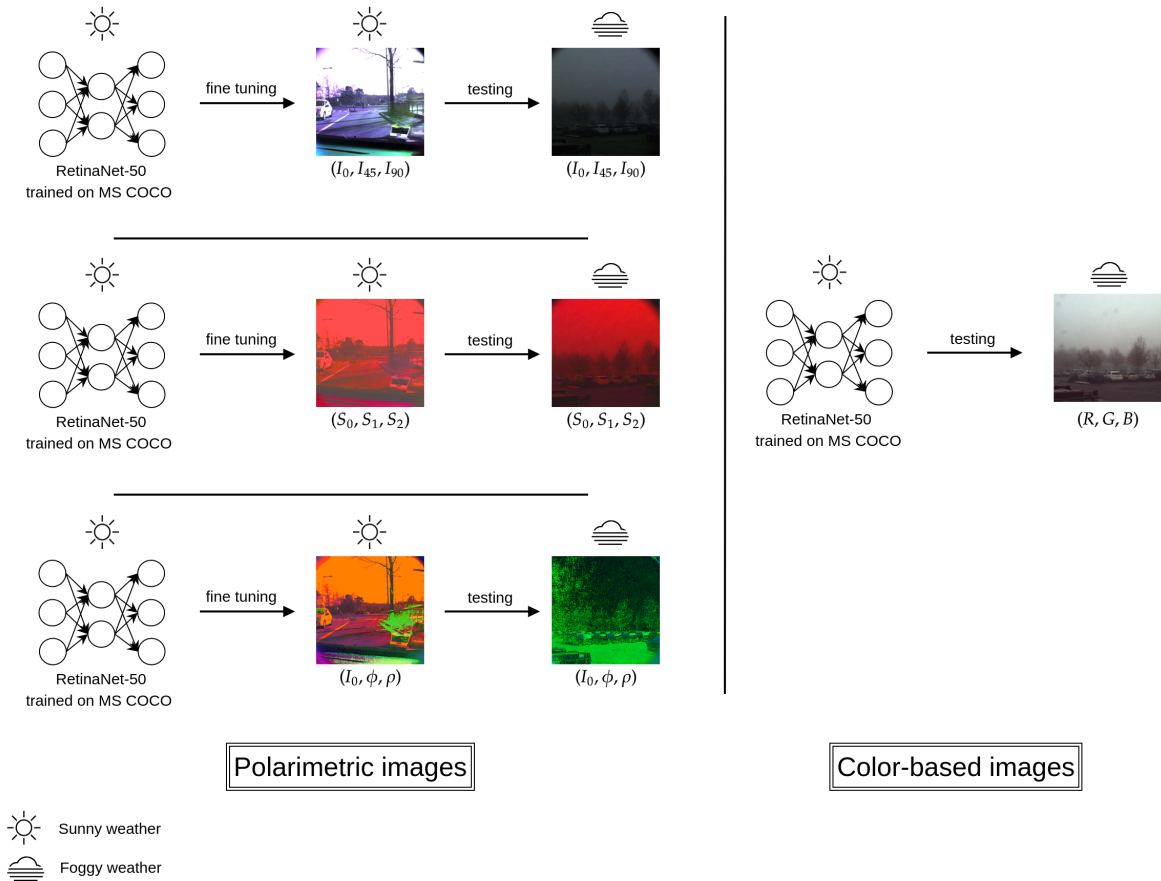 fine tuning
testing
(I₀, I₄₅, I₉₀)
(I₀, I₄₅, I₉₀)
RetinaNet-50
trained on MS COCO
fine tuning
testing
(S₀, S₁, S₂)
(S₀, S₁, S₂)
RetinaNet-50
trained on MS COCO
fine tuning
testing
(I₀, ϕ, ρ)
(I₀, ϕ, ρ)
RetinaNet-50
trained on MS COCO
Polarimetric images
testing
(R, G, B)
RetinaNet-50
trained on MS COCO
Color-based images
Sunny weather
Foggy weather